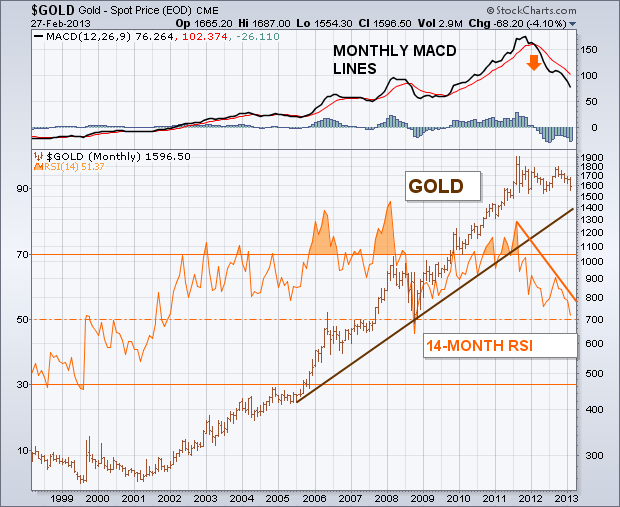 $GOLD Gold - Spot Price (EOD) CME
© StockCharts.com
27-Feb-2013
Op 1665.20 Hi 1687.00 Lo 1554.30 Cl 1596.50 Vol 2.9M Chg -68.20 (-4.10%)
MACD(12,26,9) 76.264, 102.374, -26.110
MONTHLY MACD
LINES
150
100
50
0
$GOLD (Monthly) 1596.50
RSI(14) 51.37
GOLD
14-MONTH RSI
90
70
50
30
10
1900
1800
1700
1600
1500
1400
1300
1200
1100
1000
900
800
700
600
500
400
300
1999 2000 2001 2002 2003 2004 2005 2006 2007 2008 2009 2010 2011 2012 2013